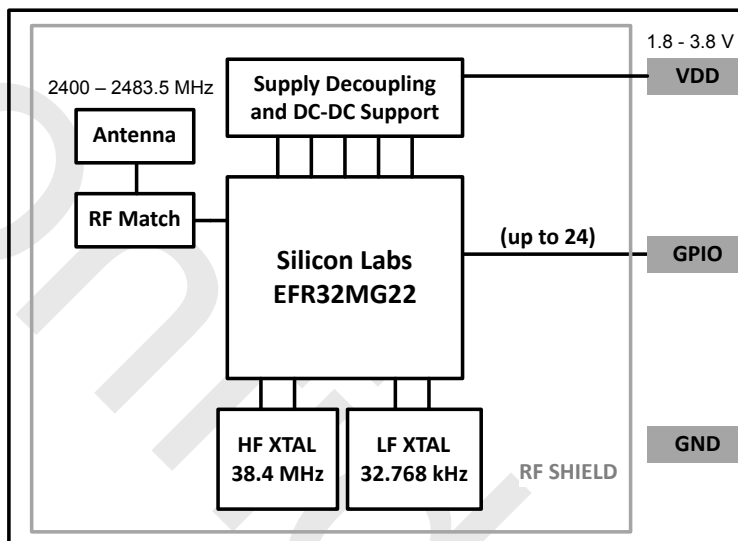 1.8 - 3.8 V
VDD
2400 – 2483.5 MHz
Supply Decoupling
and DC-DC Support
Antenna
RF Match
(up to 24)
GPIO
Silicon Labs
EFR32MG22
HF XTAL
38.4 MHz
LF XTAL
32.768 kHz
RF SHIELD
GND